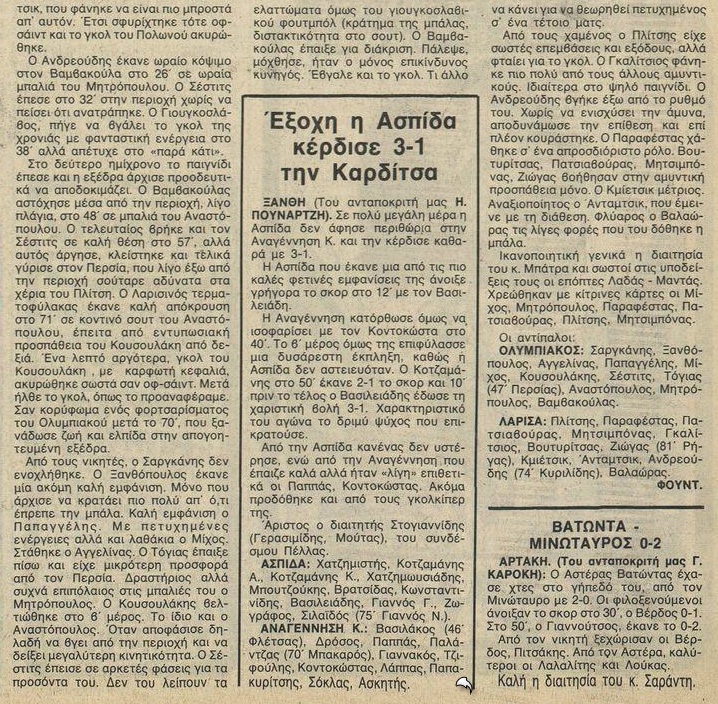 τσικ, που φάνηκε να είναι πιο μπροστά
απ' αυτόν. Έτσι σφυρίχτηκε τότε οφ-
σάιντ και το γκολ του Πολωνού ακυρώ-
θηκε.
Ο Ανδρεούδης έκανε ωραίο κόψιμο
στον Βαμβακούλα στο 26' σε ωραία
μπαλιά του Μητρόπουλου. Ο Σέστιτς
έπεσε στο 32' στην περιοχή χωρίς να
πείσει ότι ανατράπηκε. Ο Γιουγκοσλά-
βος, πήγε να βγάλει το γκολ της
χρονιάς με φανταστική ενέργεια στο
38' αλλά απέτυχε στο «παρά κάτι».
Στο δεύτερο ημίχρονο το παιγνίδι
έπεσε και η εξέδρα άρχισε προοδευτι-
κά να αποδοκιμάζει. Ο Βαμβακούλας
αστόχησε μέσα από την περιοχή, λίγο
πλάγια, στο 48' σε μπαλιά του Αναστό-
πουλου. Ο τελευταίος βρήκε και τον
Σέστιτς σε καλή θέση στο 57', αλλά
αυτός άργησε, κλείστηκε και τελικά
γύρισε στον Περσία, που λίγο έξω από
την περιοχή σούταρε αδύνατα στα
χέρια του Πλίτση. Ο Λαρισινός τερμα-
τοφύλακας έκανε καλή απόκρουση
στο 71' σε κοντινό σουτ του Αναστό-
πουλου, έπειτα από εντυπωσιακή
προσπάθεια του Κουσουλάκη από δε-
ξιά. Ένα λεπτό αργότερα, γκολ του
Κουσουλάκη , με καρφωτή κεφαλιά,
ακυρώθηκε σωστά σαν οφ-σάιντ. Μετά
ήλθε το γκολ, όπως το προαναφέραμε.
Σαν κορύφωμα ενός φορτσαρίσματος
του Ολυμπιακού μετά το 70', που ξα-
νάδωσε ζωή και ελπίδα στην απογοη-
τευμένη εξέδρα.
Από τους νικητές, ο Σαργκάνης δεν
ενοχλήθηκε. Ο Ξανθόπουλος έκανε
μία ακόμη καλή εμφάνιση. Μόνο που
άρχισε να κρατάει πιο πολύ απ' ό,τι
έπρεπε την μπάλα. Καλή εμφάνιση ο
Παπαγγέλης. Με πετυχημένες
ενέργειες αλλά και λαθάκια ο Μίχος.
Στάθηκε ο Αγγελίνας. Ο Τόγιας έπαιξε
πίσω και είχε μικρότερη προσφορά
από τον Περσία. Δραστήριος αλλά
συχνά επιπόλαιος στις μπαλιές του ο
Μητρόπουλος. Ο Κουσουλάκης βελ-
τιώθηκε στο β' μέρος. Το ίδιο και ο
Αναστόπουλος. Όταν αποφάσισε δη-
λαδή να βγει από την περιοχή και να
δείξει μεγαλύτερη κινητικότητα. Ο Σέ-
στιτς έπεισε σε αρκετές φάσεις για τα
προσόντα του. Δεν του λείπουν τα
ελαττώματα όμως του γιουγκοσλαβι-
κού φουτμπόλ (κράτημα της μπάλας,
διστακτικότητα στο σουτ). Ο Βαμβα-
κούλας έπαιξε για διάκριση. Πάλεψε,
μόχθησε, ήταν ο μόνος επικίνδυνος
κυνηγός. Έβγαλε και το γκολ. Τι άλλο
Έξοχη η Ασπίδα
κέρδισε 3-1
την Καρδίτσα
ΞΑΝΘΗ (Του ανταποκριτή μας Η.
ΠΟΥΝΑΡΤΖΗ). Σε πολύ μεγάλη μέρα η
Ασπίδα δεν άφησε περιθώρια στην
Αναγέννηση Κ. και την κέρδισε καθα-
ρά με 3-1.
Η Ασπίδα που έκανε μια από τις πιο
καλές φετινές εμφανίσεις της άνοιξε
γρήγορα το σκορ στο 12' με τον Βασι-
λειάδη.
Η Αναγέννηση κατόρθωσε όμως να
ισοφαρίσει με τον Κοντοκώστα στο
40'. Το β' μέρος όμως της επιφύλασσε
μια δυσάρεστη έκπληξη, καθώς η
Ασπίδα δεν αστειευόταν. Ο Κοτζαμά-
νης στο 50' έκανε 2-1 το σκορ και 10'
πριν το τέλος ο Βασιλειάδης έδωσε τη
χαριστική βολή 3-1. Χαρακτηριστικό
του αγώνα το δριμύ ψύχος που επι-
κρατούσε.
Από την Ασπίδα κανένας δεν υστέ-
ρησε, ενώ από την Αναγέννηση που
έπαιξε καλά αλλά ήταν «λίγη» επιθετι-
κά οι Παππάς, Κοντοκώστας. Ακόμα
προδόθηκε και από τους γκολκίπερ
της.
Άριστος ο διαιτητής Στογιαννίδης
(Γερασιμίδης, Μούτας), του συνδέ-
σμου Πέλλας.
ΑΣΠΙΔΑ: Χατζημιστής, Κοτζαμάνης
Α., Κοτζαμάνης Κ., Χατζημωυσιάδης,
Μπουτζούκης, Βρατσίδας, Κωνσταντι-
νίδης, Βασιλειάδης, Γιαννός Γ., Ζω-
γράφος, Σιλαϊδός (75' Γιαννός Ν.).
ΑΝΑΓΕΝΝΗΣΗ Κ.: Βασιλάκος (46'
Φλέτσας), Δρόσος, Παππάς, Παλά-
ντζας (70' Μπακαρός), Γιαννακός, Τζι-
φούλης, Κοντοκώστας, Λάππας, Παπα-
κυρίτσης, Σόκλας, Ασκητής.
να κάνει για να θεωρηθεί πετυχημένος
σ' ένα τέτοιο ματς.
Από τους χαμένος ο Πλίτσης είχε
σωστές επεμβάσεις και εξόδους, αλλά
φταίει για το γκολ. Ο Γκαλίτσιος φάνη-
κε πιο πολύ από τους άλλους αμυντι-
κούς. Ιδιαίτερα στο ψηλό παιγνίδι. Ο
Ανδρεούδης βγήκε έξω από το ρυθμό
του. Χωρίς να ενισχύσει την άμυνα,
αποδυνάμωσε την επίθεση και επί
πλέον κουράστηκε. Ο Παραφέστας χά-
θηκε σ' ένα απροσδιόριστο ρόλο. Βου-
τυρίτσας, Πατσιαβούρας, Μητσιμπό-
νας, Ζιώγας βοήθησαν στην αμυντική
προσπάθεια μόνο. Ο Κμίετσικ μέτριος.
Αναξιοποίητος ο Άνταμτσικ, που έμει-
νε με τη διάθεση. Φλύαρος ο Βαλαώ-
ρας τις λίγες φορές που του δόθηκε η
μπάλα.
Ικανοποιητική γενικά η διαιτησία
του κ. Μπάτρα και σωστοί στις υποδεί-
ξεις τους οι επόπτες Λαδάς - Μαντάς.
Χρεώθηκαν με κίτρινες κάρτες οι Μί-
χος, Μητρόπουλος, Παραφέστας, Πα-
τσιαβούρας, Πλίτσης, Μητσιμπόνας.
Οι αντίπαλοι:
ΟΛΥΜΠΙΑΚΟΣ: Σαργκάνης, Ξανθό-
πουλος, Αγγελίνας, Παπαγγέλης, Μί-
χος, Κουσουλάκης, Σέστιτς, Τόγιας
(47' Περσίας), Αναστόπουλος, Μητρό-
πουλος, Βαμβακούλας.
ΛΑΡΙΣΑ: Πλίτσης, Παραφέστας, Πα-
τσιαβούρας, Μητσιμπόνας, Γκαλί-
τσιος, Βουτυρίτσας, Ζιώγας (81' Ρή-
γας), Κμιέτσικ, Άνταμτσικ, Ανδρεού-
δης (74' Κυριλίδης), Βαλαώρας.
ΦΟΥΝΤ.
ΒΑΤΩΝΤΑ -
ΜΙΝΩΤΑΥΡΟΣ 0-2
ΑΡΤΑΚΗ. (Του ανταποκριτή μας Γ.
ΚΑΡΟΚΗ): Ο Αστέρας Βατώντας έχα-
σε χτες στο γήπεδό του, από τον
Μινώταυρο με 2-0. Οι φιλοξενούμενοι
άνοιξαν το σκορ στο 30', ο Βέρδος 0-1.
Στο 50', ο Γιαννούτσος, έκανε το 0-2.
Από τον νικητή ξεχώρισαν οι Βέρ-
δος, Πιτσάκης. Από τον Αστέρα, καλύ-
τεροι οι Λαλαλίτης και Λούκας.
Καλή η διαιτησία του κ. Σαράντη.